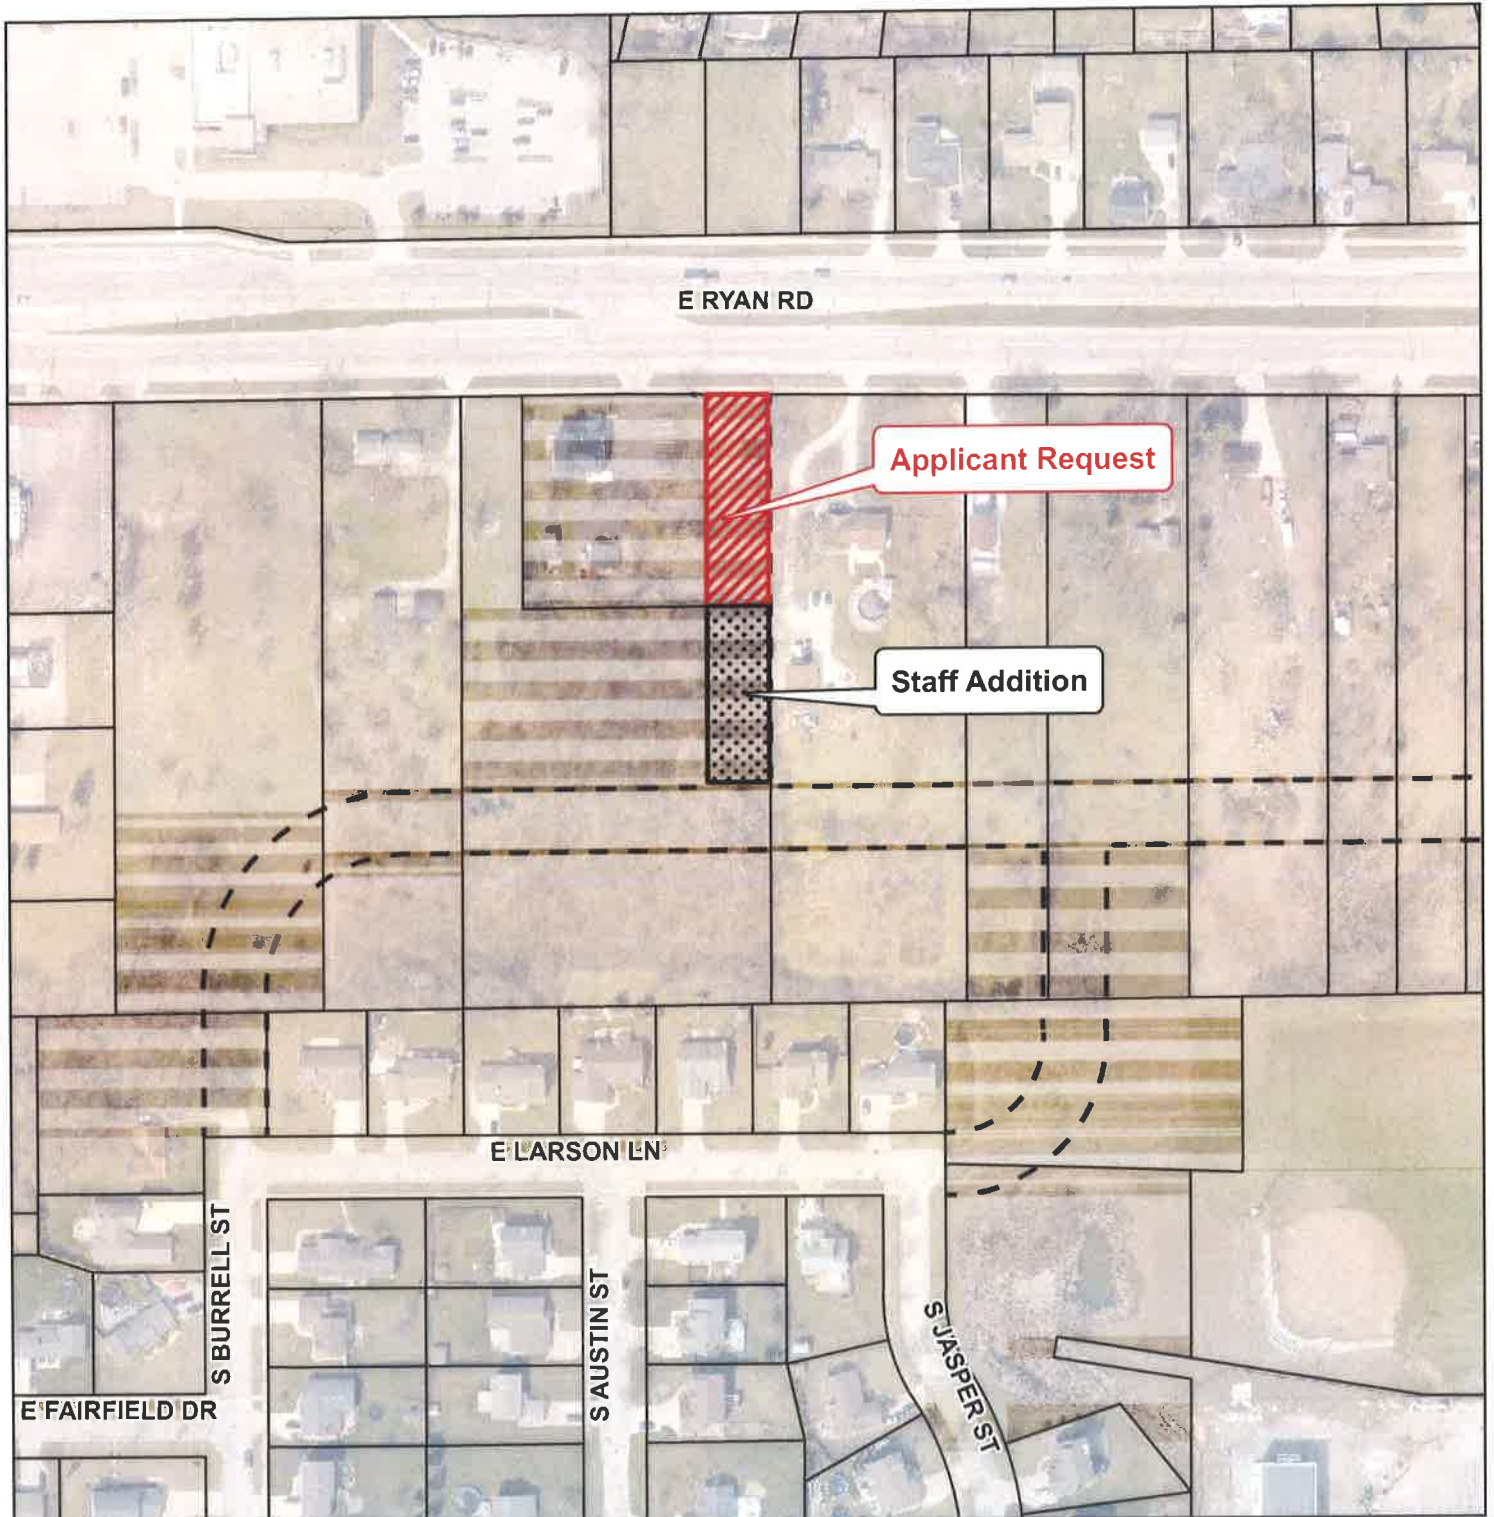 E RYAN RD
Applicant Request
Staff Addition
E LARSON LN
S BURRELL ST
S AUSTIN ST
S JASPER ST
E FAIRFIELD DR